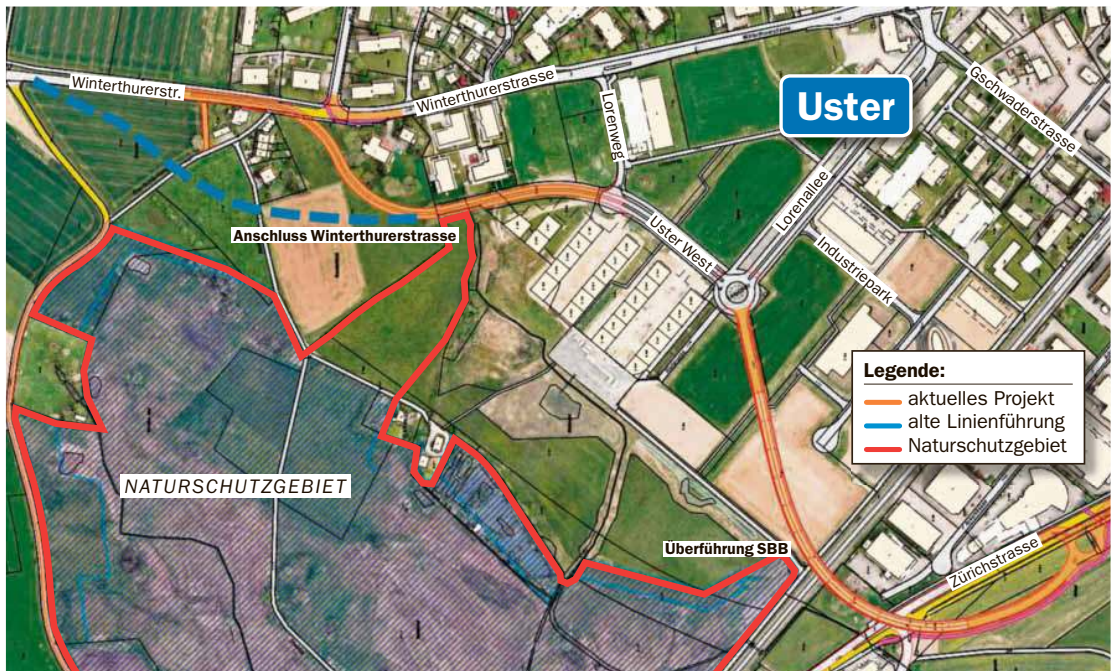 Winterthurerstr.
Winterthurerstrasse
Lorenweg
Uster
Gschwaderstrasse
Lorenallee
Anschluss Winterthurerstrasse
Uster West
Industriepark
Legende:
aktuelles Projekt
alte Linienführung
Naturschutzgebiet
NATURSCHUTZGEBIET
Überführung SBB
Zürichstrasse